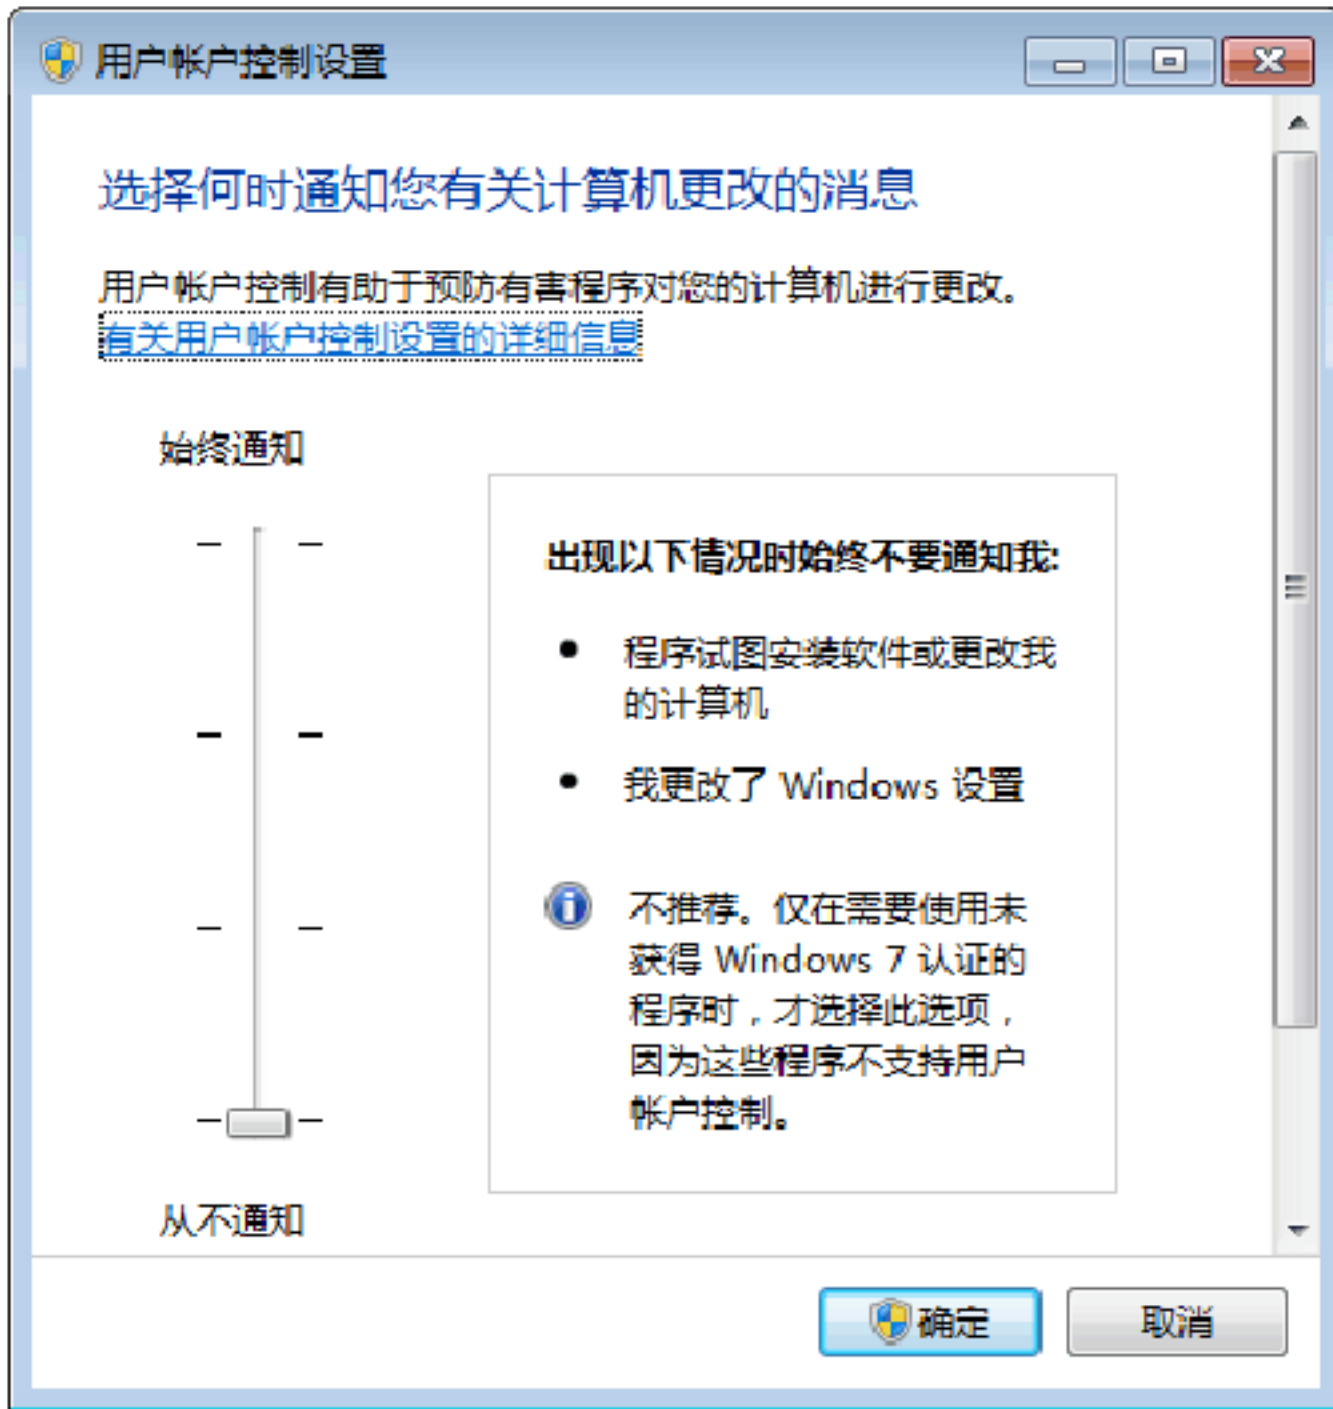 用户帐户控制设置
选择何时通知您有关计算机更改的消息
用户帐户控制有助于预防有害程序对您的计算机进行更改。
有关用户帐户控制设置的详细信息
始终通知
出现以下情况时始终不要通知我:
程序试图安装软件或更改我
的计算机
我更改了 Windows 设置
不推荐。仅在需要使用未
获得 Windows 7 认证的
程序时，才选择此选项，
因为这些程序不支持用户
帐户控制。
从不通知
确定
取消